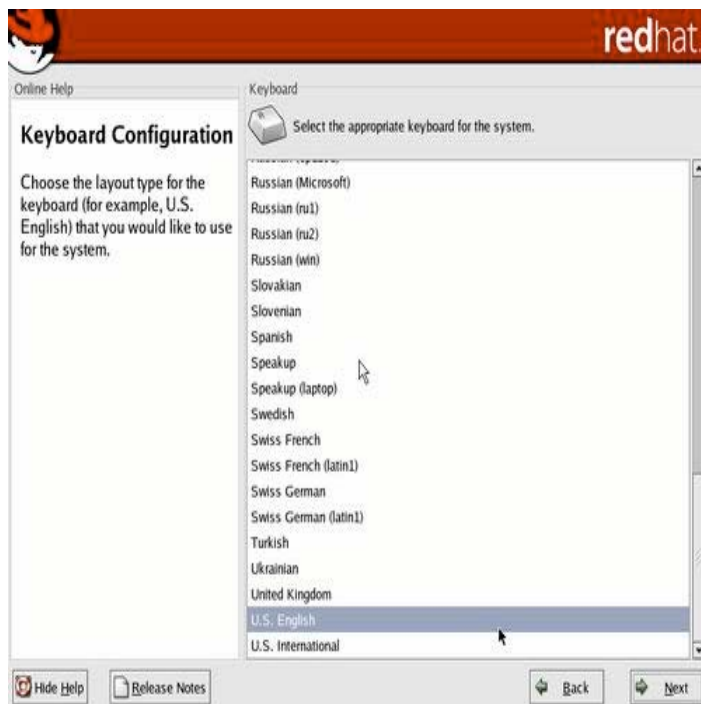 redhat.
Online Help
Keyboard Configuration
Choose the layout type for the
keyboard (for example, U.S.
English) that you would like to use
for the system.
Keyboard
Select the appropriate keyboard for the system.
Russian (Microsoft)
Russian (ru1)
Russian (ru2)
Russian (win)
Slovakian
Slovenian
Spanish
Speakup
Speakup (laptop)
Swedish
Swiss French
Swiss French (latin1)
Swiss German
Swiss German (latin1)
Turkish
Ukrainian
United Kingdom
U.S. English
U.S. International
Hide Help
Release Notes
Back
Next